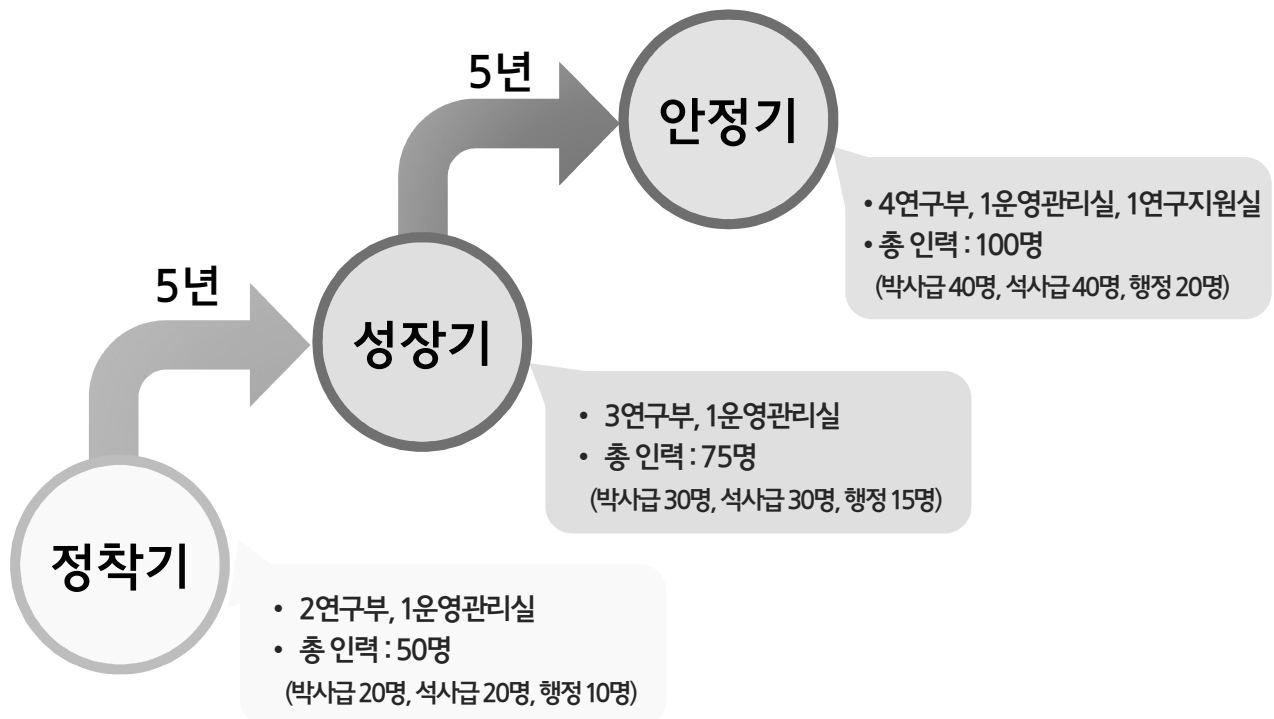 5년
안정기
• 4연구부, 1운영관리실, 1연구지원실
• 총 인력 : 100명
(박사급 40명, 석사급 40명, 행정 20명)
5년
성장기
• 3연구부, 1운영관리실
• 총 인력 : 75명
(박사급 30명, 석사급 30명, 행정 15명)
정착기
• 2연구부, 1운영관리실
• 총 인력 : 50명
(박사급 20명, 석사급 20명, 행정 10명)